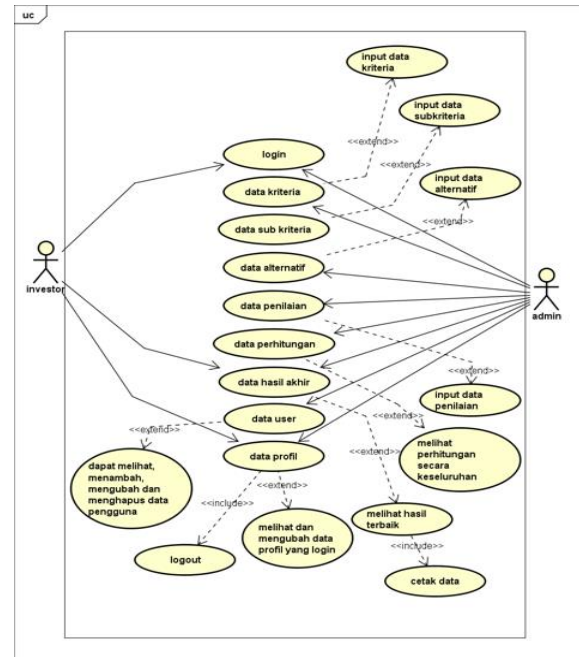 uc
input data
kriteria
input data
subkriteria
<<extend>>
login
<<extend>>
input data
alternatif
data kriteria
<<extend>>
data sub kriteria
data alternatif
investor
admin
data penilaian
data perhitungan
<<extend>>
data hasil akhir
input data
penilaian
<<extend>>
data user
<<extend>>
melihat
perhitungan
secara
keseluruhan
data profil
<<extend>>
dapat melihat,
menambah,
mengubah dan
menghapus data
pengguna
<<include>>
<<extend>>
melihat dan
mengubah data
profil yang login
melihat hasil
terbaik
logout
<<include>>
cetak data